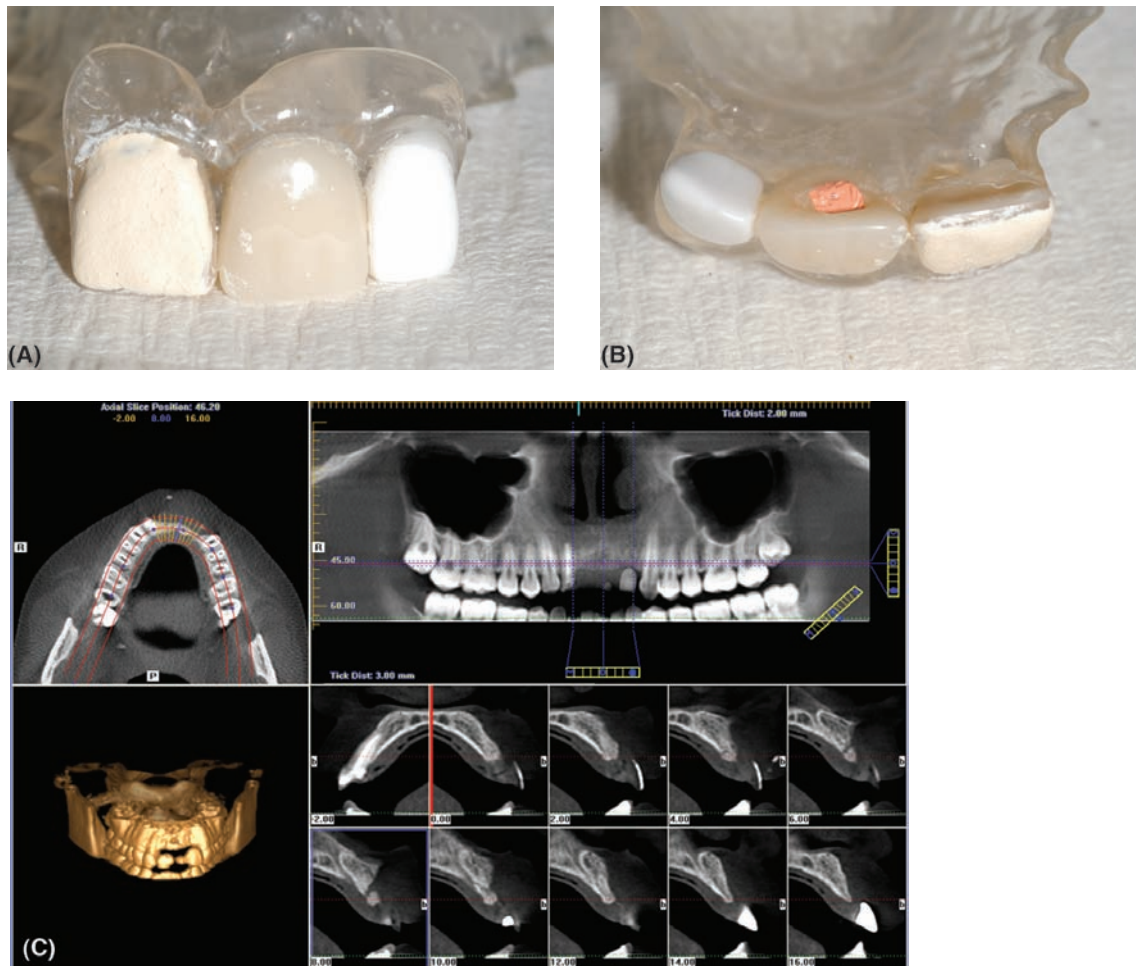 (A)
(B)
Axial Slice Position: 46.20
-2.00 0.00 16.00
R
P
Tick Dist: 2.00 mm
R
45.00
60.00
Tick Dist: 3.00 mm
b b b b b
-2.00 0.00 2.00 4.00 6.00
b b b b b
8.00 10.00 12.00 14.00 16.00
(C)